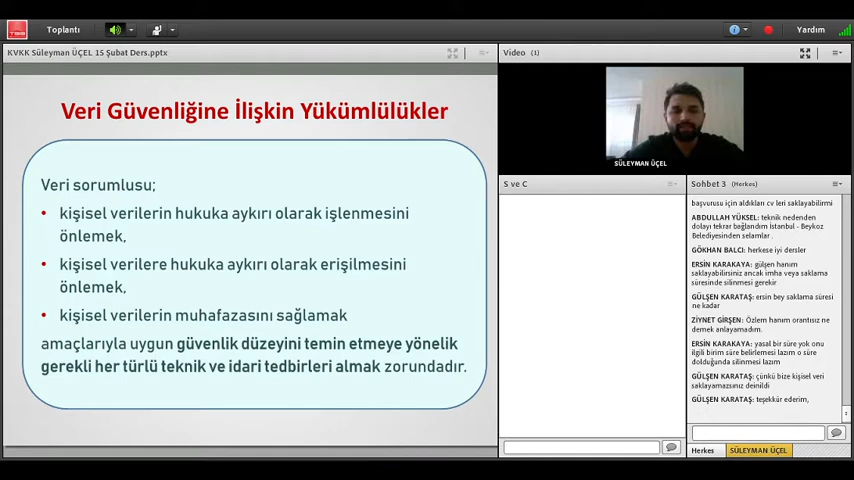 Toplantı
Yardım
KVKK Süleyman ÜÇEL 15 Şubat Ders.pptx
Veri Güvenliğine İlişkin Yükümlülükler
Veri sorumlusu;
• kişisel verilerin hukuka aykırı olarak işlenmesini
önlemek,
• kişisel verilere hukuka aykırı olarak erişilmesini
önlemek,
• kişisel verilerin muhafazasını sağlamak
amaçlarıyla uygun güvenlik düzeyini temin etmeye yönelik
gerekli her türlü teknik ve idari tedbirleri almak zorundadır.
Video (1)
SÜLEYMAN ÜÇEL
S ve C
Sohbet 3 (Herkes)
başvurusu için aldıkları cv leri saklayabilirmi
ABDULLAH YÜKSEL: teknik nedenden
dolayı tekrar bağlandım İstanbul - Beykoz
Belediyesinden selamlar .
GÖKHAN BALCI: herkese iyi dersler
ERSİN KARAKAYA: gülşen hanım
saklayabilirsiniz ancak imha veya saklama
süresinde silinmesi gerekir
GÜLŞEN KARATAŞ: ersin bey saklama süresi
ne kadar
ZİYNET GİRŞEN: Özlem hanım orantısız ne
demek anlayamadım.
ERSİN KARAKAYA: yasal bir süre yok onu
ilgili birim süre belirlemesi lazım o süre
dolduğunda silinmesi lazım
GÜLŞEN KARATAŞ: çünkü bize kişisel veri
saklayamazsınız deinildi
GÜLŞEN KARATAŞ: teşekkür ederim,
Herkes
SÜLEYMAN ÜÇEL